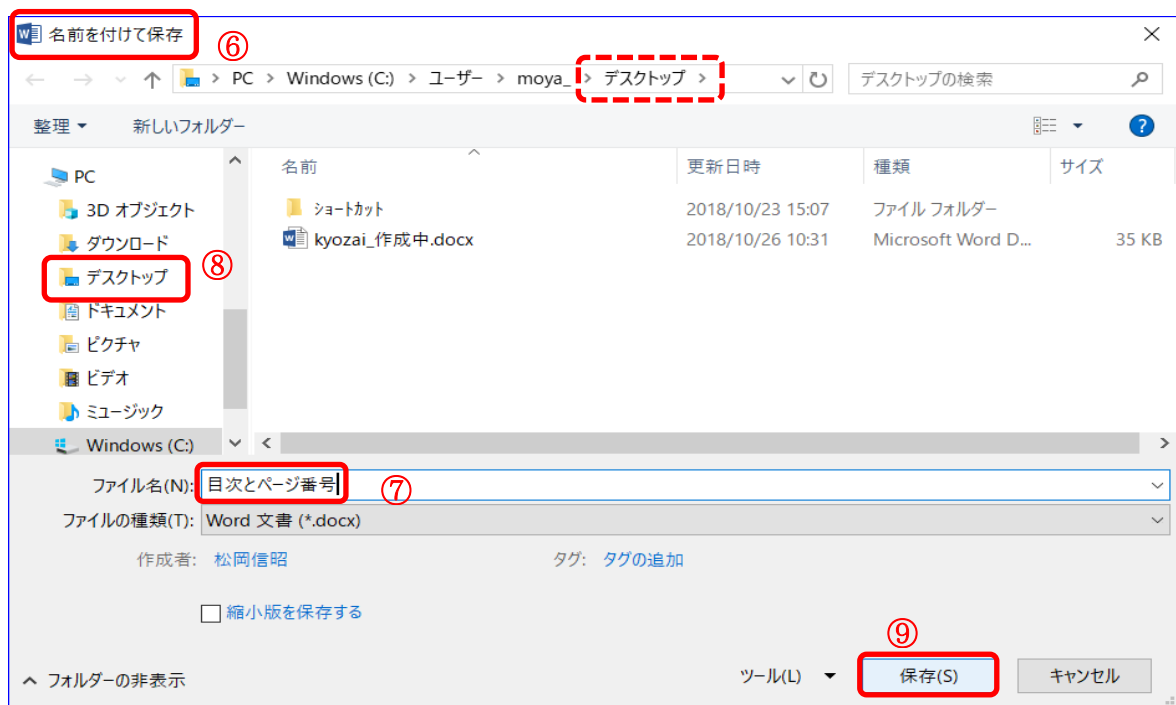 名前を付けて保存
⑥
PC > Windows (C:) > ユーザー > moya_ > デスクトップ >
デスクトップの検索
整理
新しいフォルダー
?
名前
更新日時
種類
サイズ
PC
3D オブジェクト
ダウンロード
デスクトップ
⑧
ドキュメント
ピクチャ
ビデオ
ミュージック
Windows (C:)
ショートカット 2018/10/23 15:07 ファイル フォルダー
kyozai_作成中.docx 2018/10/26 10:31 Microsoft Word D... 35 KB
ファイル名(N): 目次とページ番号
⑦
ファイルの種類(T): Word 文書 (*.docx)
作成者: 松岡信昭 タグ: タグの追加
縮小版を保存する
⑨
フォルダーの非表示
ツール(L)
保存(S)
キャンセル